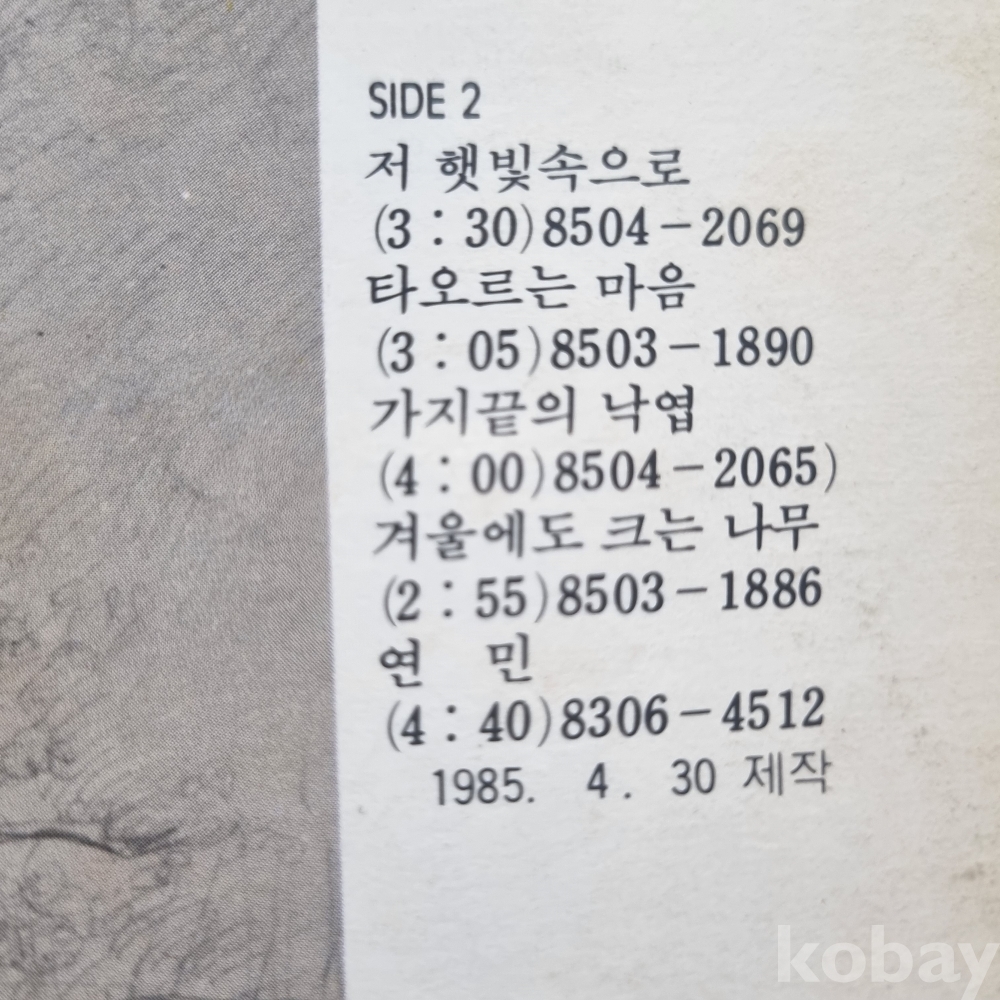 SIDE 2
저 햇빛속으로
(3 : 30)8504-2069
타오르는 마음
(3 : 05)8503-1890
가지끝의 낙엽
(4 : 00)8504-2065)
겨울에도 크는 나무
(2 : 55)8503-1886
연 민
(4 : 40)8306-4512
1985. 4. 30 제작
kobay